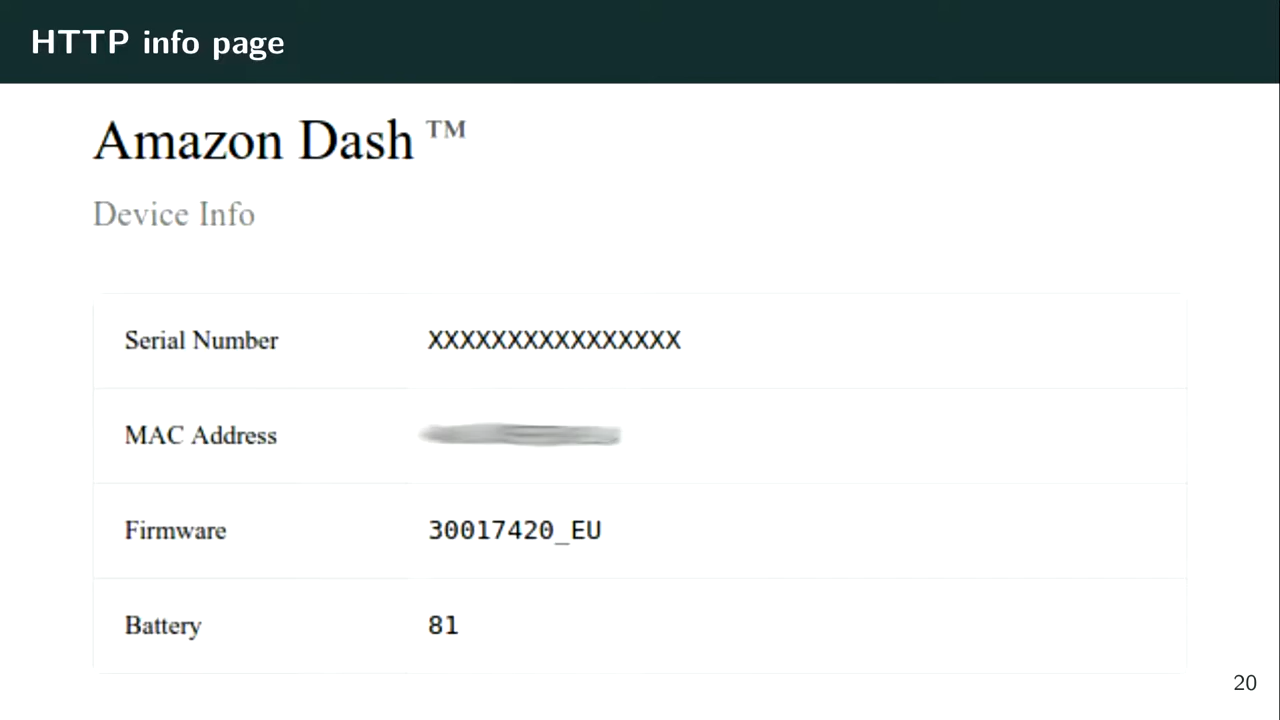 HTTP info page
Amazon Dash ™
Device Info
Serial Number XXXXXXXXXXXXXXXX
MAC Address
Firmware 30017420_EU
Battery 81
20